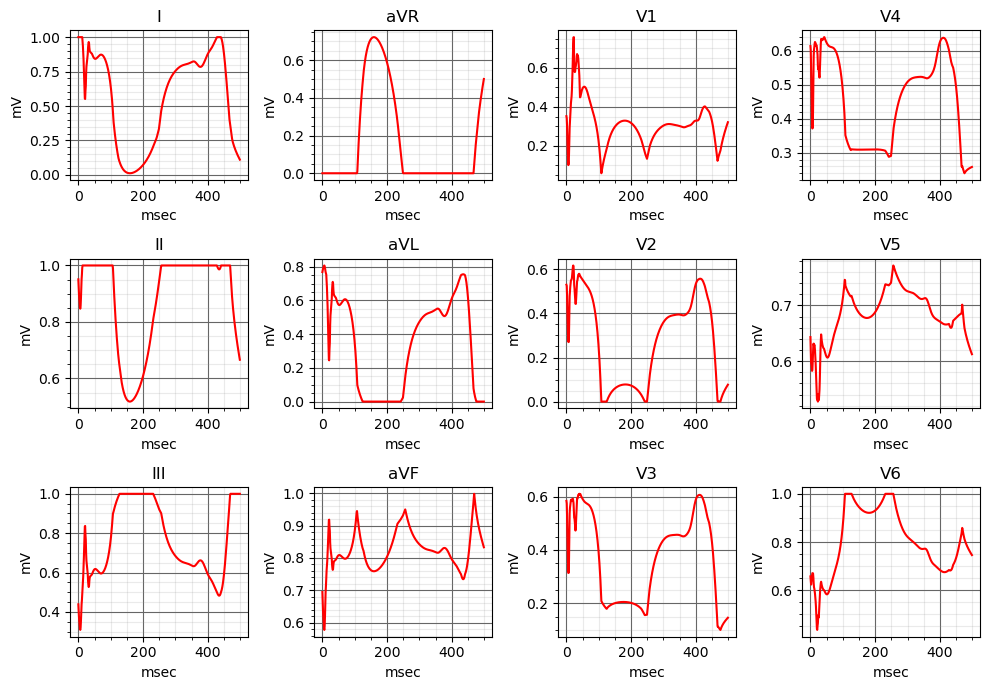 I aVR V1 V4
1.00 0.75 0.50 0.25 0.00 mV 0 200 400 msec
0.6 0.4 0.2 0.0 mV 0 200 400 msec
0.6 0.4 0.2 mV 0 200 400 msec
0.6 0.5 0.4 0.3 mV 0 200 400 msec
II aVL V2 V5
1.0 0.8 0.6 mV 0 200 400 msec
0.8 0.6 0.4 0.2 0.0 mV 0 200 400 msec
0.6 0.4 0.2 0.0 mV 0 200 400 msec
0.7 0.6 mV 0 200 400 msec
III aVF V3 V6
1.0 0.8 0.6 0.4 mV 0 200 400 msec
1.0 0.9 0.8 0.7 0.6 mV 0 200 400 msec
0.6 0.4 0.2 mV 0 200 400 msec
1.0 0.9 0.8 0.7 0.6 mV 0 200 400 msec